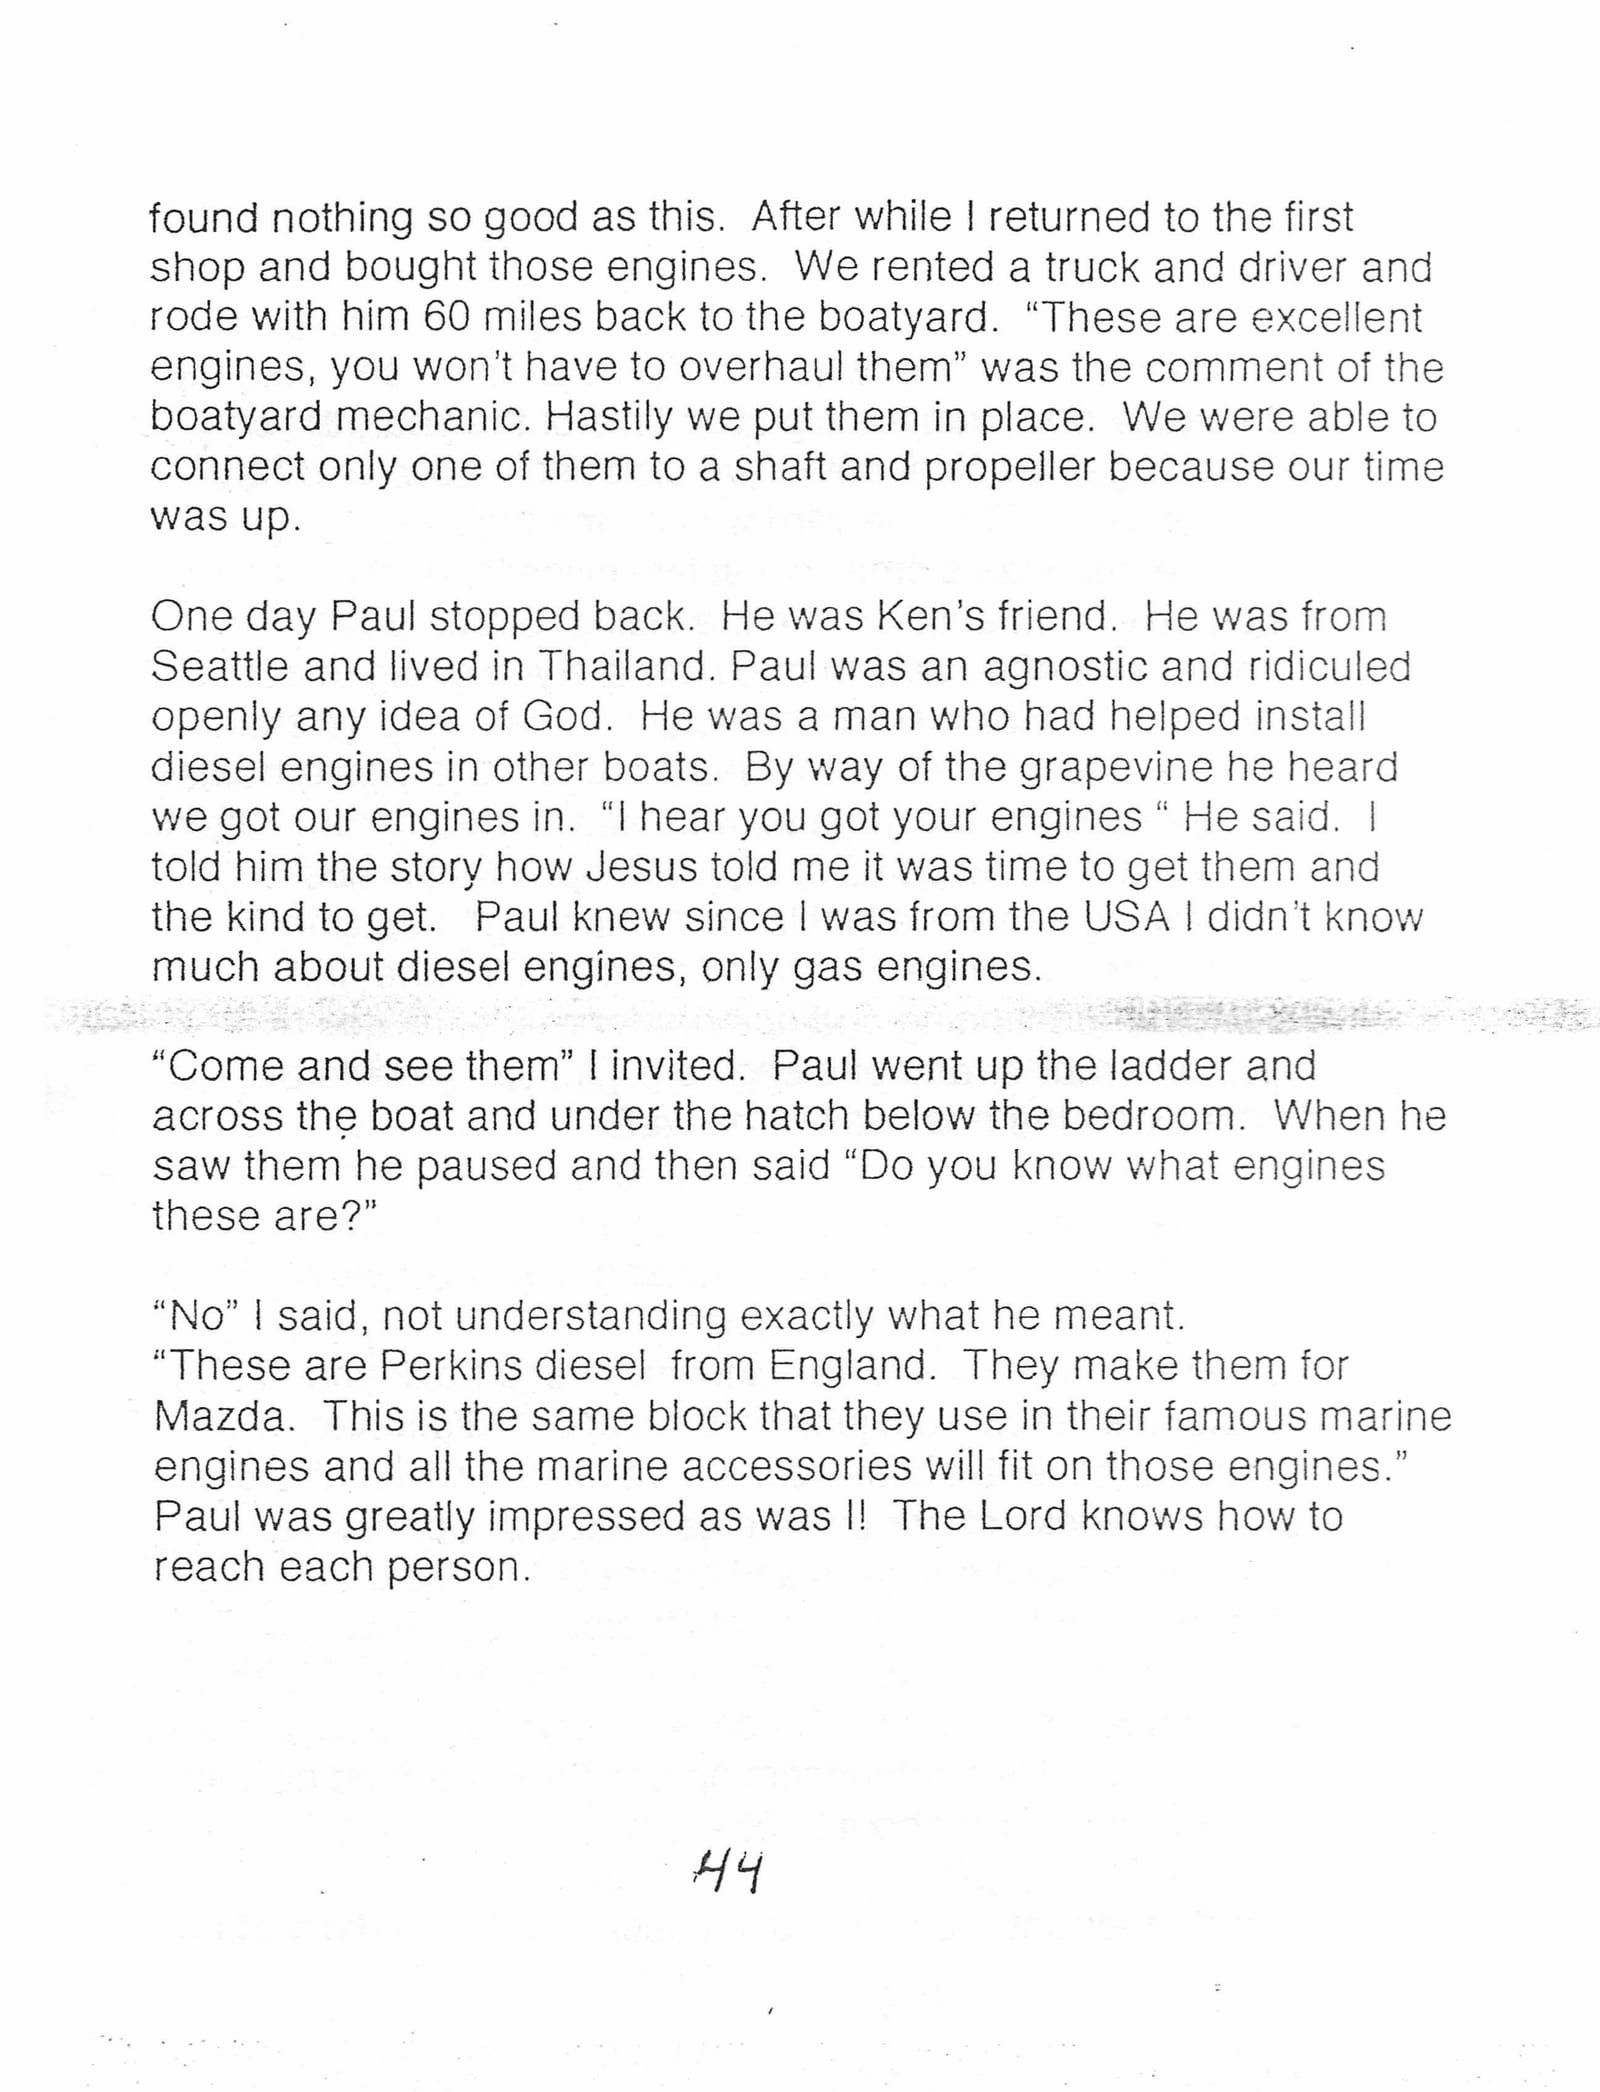 found nothing so good as this.  After while I returned to the first
shop and bought those engines.  We rented a truck and driver and
rode with him 60 miles back to the boatyard.  “These are excellent
engines, you won't have to overhaul them” was the comment of the
boatyard mechanic. Hastily we put them in place.  We were able to
connect only one of them to a shaft and propeller because our time
was up.

One day Paul stopped back.  He was Ken's friend.  He was from
Seattle and lived in Thailand. Paul was an agnostic and ridiculed
openly any idea of God.  He was a man who had helped install
diesel engines in other boats.  By way of the grapevine he heard
we got our engines in.  “I hear you got your engines “ He said.  I
told him the story how Jesus told me it was time to get them and
the kind to get.   Paul knew since I was from the USA I didn't know
much about diesel engines, only gas engines.

“Come and see them” I invited.  Paul went up the ladder and
across the boat and under the hatch below the bedroom.  When he
saw them he paused and then said “Do you know what engines
these are?”

“No” I said, not understanding exactly what he meant.
“These are Perkins diesel  from England.  They make them for
Mazda.  This is the same block that they use in their famous marine
engines and all the marine accessories will fit on those engines.”
Paul was greatly impressed as was I!  The Lord knows how to
reach each person.

44